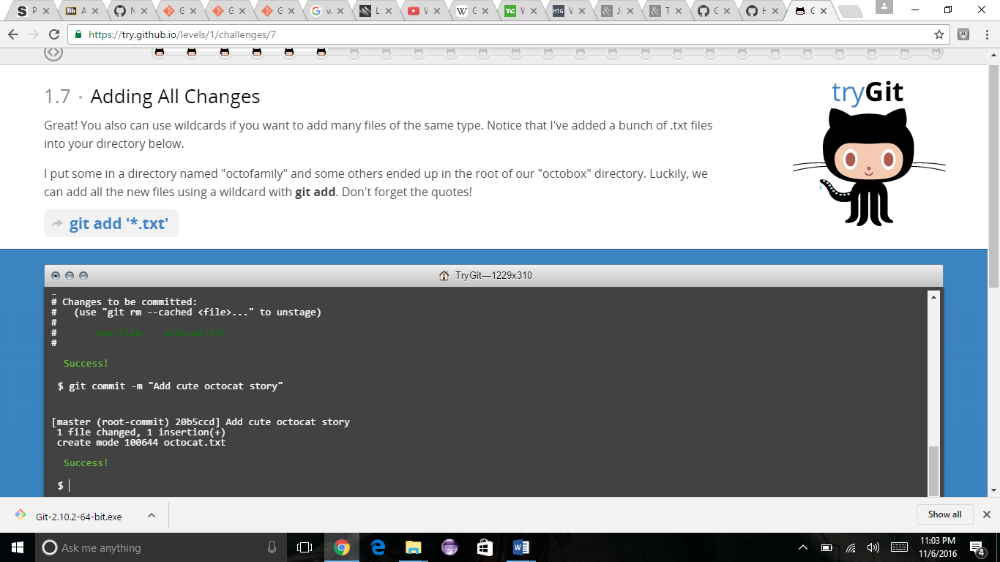 P
A
N
G
G
G
w
L
V
G
W
W
J
T
G
H
G
https://try.github.io/levels/1/challenges/7
1.7 · Adding All Changes
Great! You also can use wildcards if you want to add many files of the same type. Notice that I've added a bunch of .txt files
into your directory below.
I put some in a directory named "octofamily" and some others ended up in the root of our "octobox" directory. Luckily, we
can add all the new files using a wildcard with git add. Don't forget the quotes!
git add '*.txt'
tryGit
TryGit—1229x310
# Changes to be committed:
#   (use "git rm --cached <file>..." to unstage)
#
#       new file:   octocat.txt
#
Success!
$ git commit -m "Add cute octocat story"
[master (root-commit) 20b5ccd] Add cute octocat story
1 file changed, 1 insertion(+)
create mode 100644 octocat.txt
Success!
$
Git-2.10.2-64-bit.exe
Show all
Ask me anything
11:03 PM
11/6/2016
4